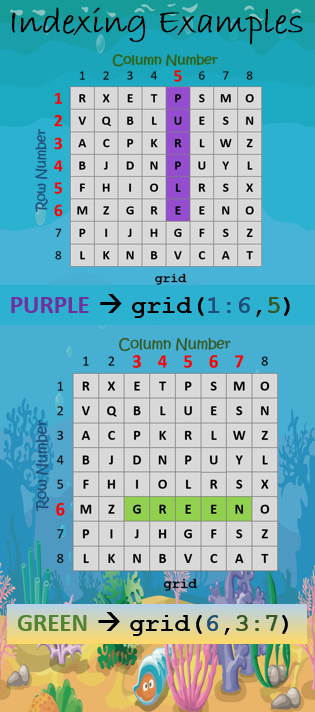 Indexing Examples
Column Number
1 2 3 4 5 6 7 8
Row Number
1 R X E T P S M O
2 V Q B L U E S N
3 A C P K R L W Z
4 B J D N P U Y L
5 F H I O L R S X
6 M Z G R E E N O
7 P I J H G F S Z
8 L K N B V C A T
grid
PURPLE → grid(1:6,5)
Column Number
1 2 3 4 5 6 7 8
Row Number
1 R X E T P S M O
2 V Q B L U E S N
3 A C P K R L W Z
4 B J D N P U Y L
5 F H I O L R S X
6 M Z G R E E N O
7 P I J H G F S Z
8 L K N B V C A T
grid
GREEN → grid(6,3:7)